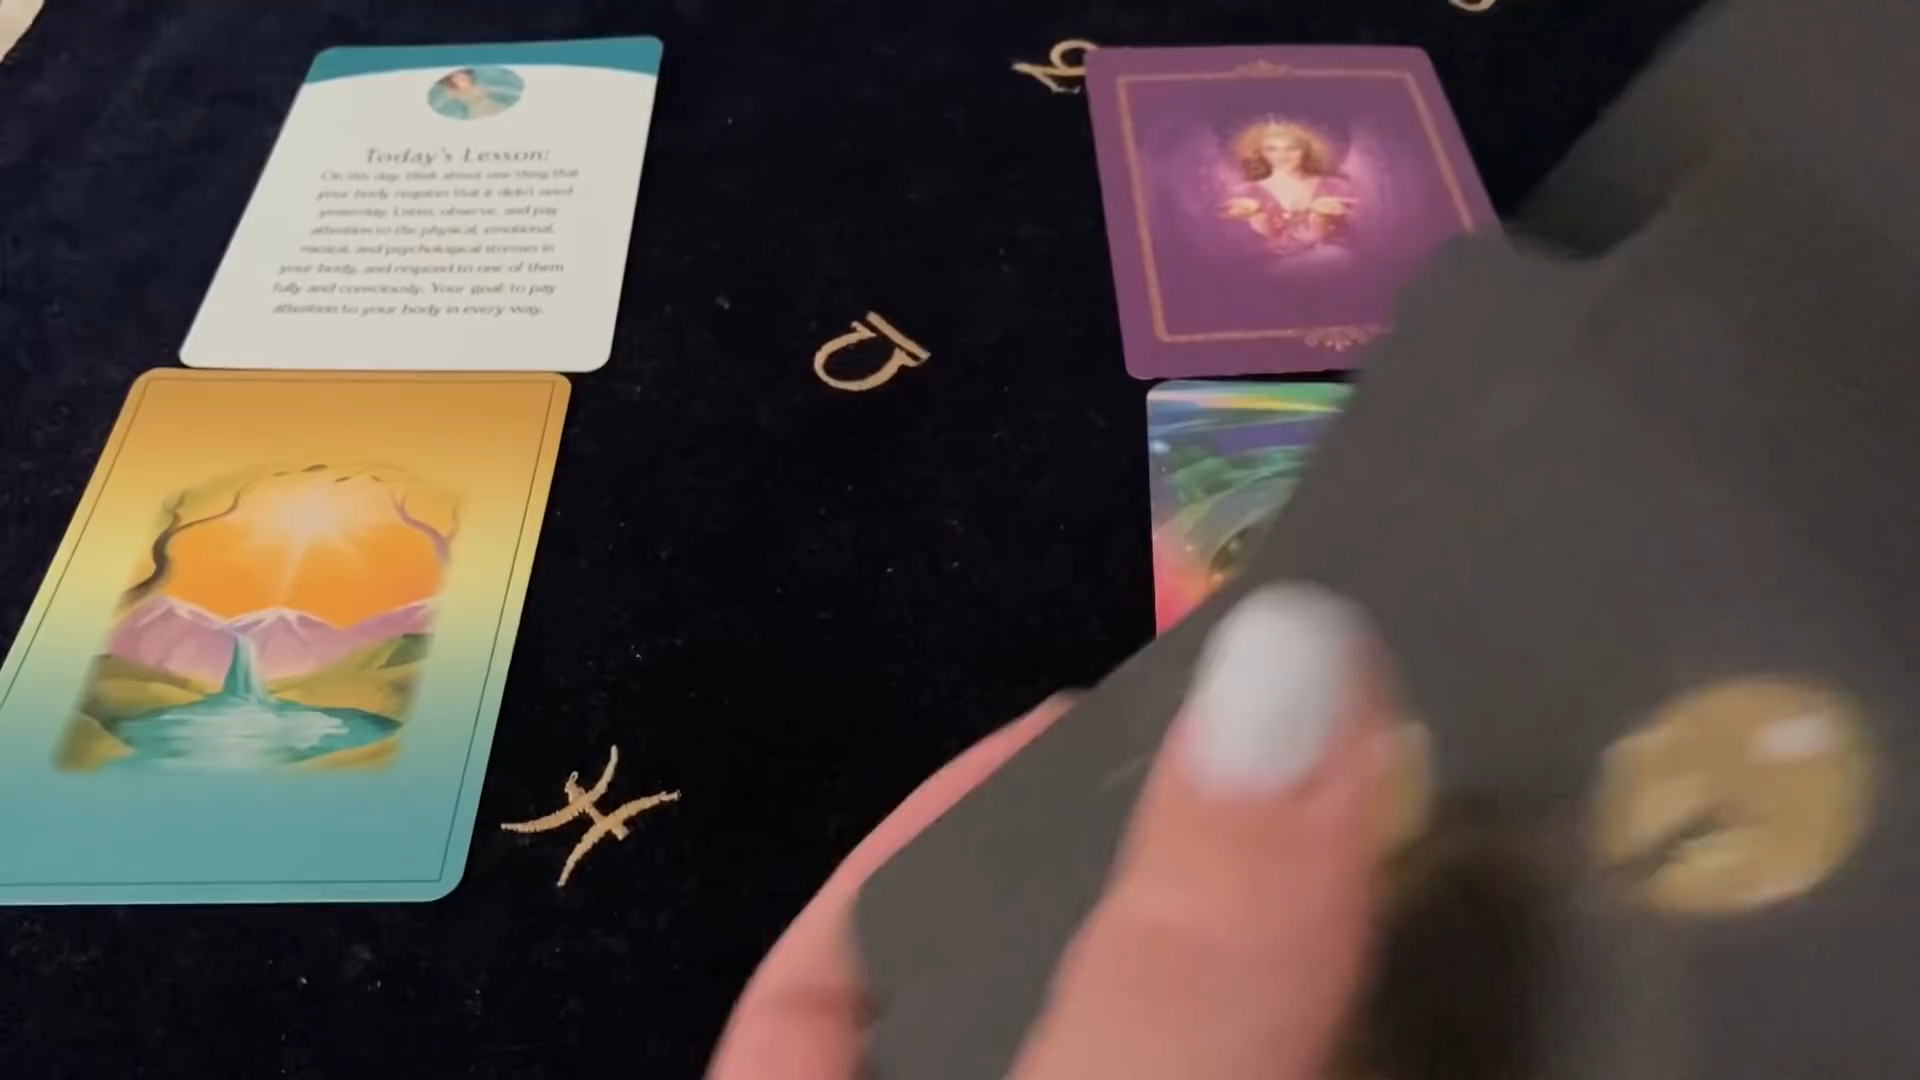 Today's Lesson:
On this day, think about one thing that
your body requires that it didn't need
yesterday. Listen, observe, and pay
attention to the physical, emotional,
mental, and psychological stresses in
your body, and respond to one of them
fully and consciously. Your goal: to pay
attention to your body in every way.